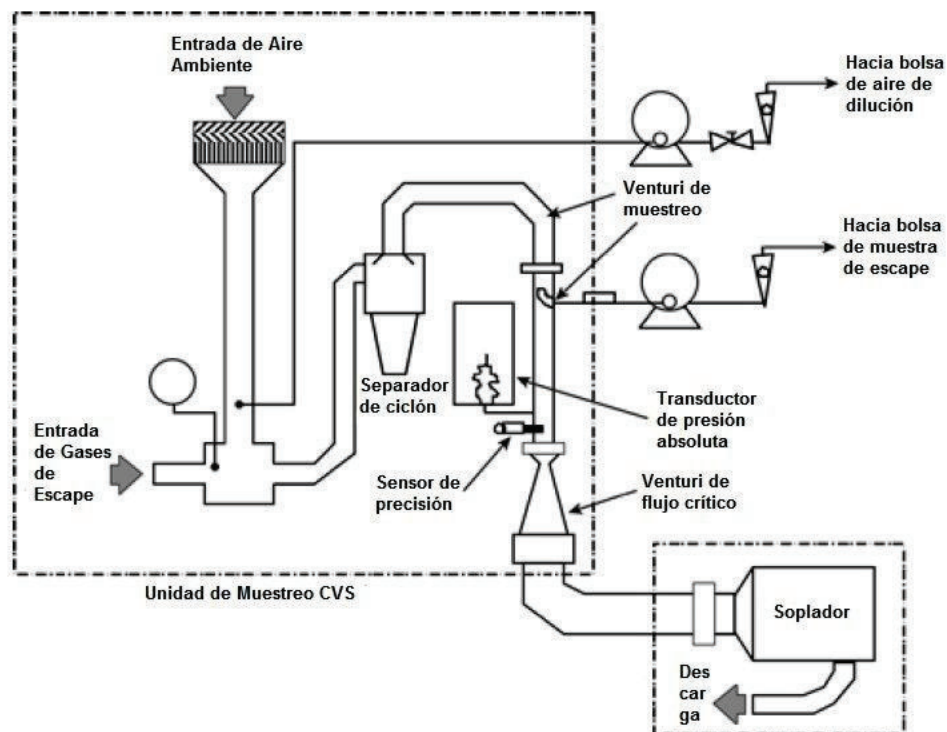 Entrada de Aire
Ambiente
Hacia bolsa
de aire de
dilución
Venturi de
muestreo
Hacia bolsa
de muestra
de escape
Separador
de ciclón
Transductor
de presión
absoluta
Entrada
de Gases
de
Escape
Sensor de
precisión
Venturi de
flujo crítico
Unidad de Muestreo CVS
Soplador
Des
car
ga